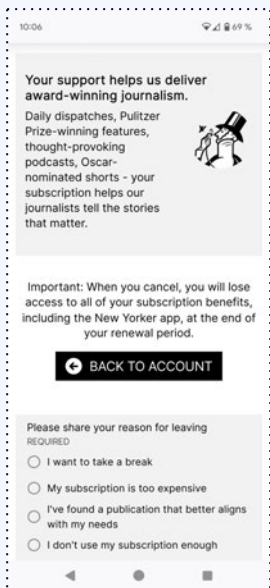 10:06
69 %
Your support helps us deliver
award-winning journalism.
Daily dispatches, Pulitzer
Prize-winning features,
thought-provoking
podcasts, Oscar-
nominated shorts - your
subscription helps our
journalists tell the stories
that matter.
Important: When you cancel, you will lose
access to all of your subscription benefits,
including the New Yorker app, at the end of
your renewal period.
BACK TO ACCOUNT
Please share your reason for leaving
REQUIRED
I want to take a break
My subscription is too expensive
I've found a publication that better aligns
with my needs
I don't use my subscription enough